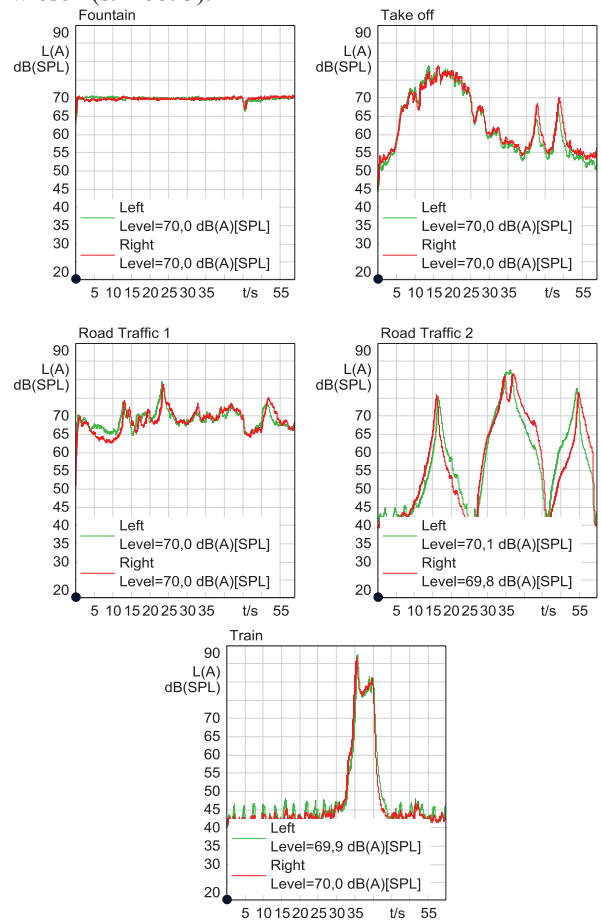 Fountain
90
L(A)
dB(SPL)
70
65
60
55
50
45
40
35
30
20
Left
Level=70,0 dB(A)[SPL]
Right
Level=70,0 dB(A)[SPL]
5 10 15 20 25 30 35 t/s 55
Take off
90
L(A)
dB(SPL)
70
65
60
55
50
45
40
35
30
20
Left
Level=70,0 dB(A)[SPL]
Right
Level=70,0 dB(A)[SPL]
5 10 15 20 25 30 35 t/s 55
Road Traffic 1
90
L(A)
dB(SPL)
70
65
60
55
50
45
40
35
30
20
Left
Level=70,0 dB(A)[SPL]
Right
Level=70,0 dB(A)[SPL]
5 10 15 20 25 30 35 t/s 55
Road Traffic 2
90
L(A)
dB(SPL)
70
65
60
55
50
45
40
35
30
20
Left
Level=70,1 dB(A)[SPL]
Right
Level=69,8 dB(A)[SPL]
5 10 15 20 25 30 35 t/s 55
Train
90
L(A)
dB(SPL)
70
65
60
55
50
45
40
35
30
20
Left
Level=69,9 dB(A)[SPL]
Right
Level=70,0 dB(A)[SPL]
5 10 15 20 25 30 35 t/s 55